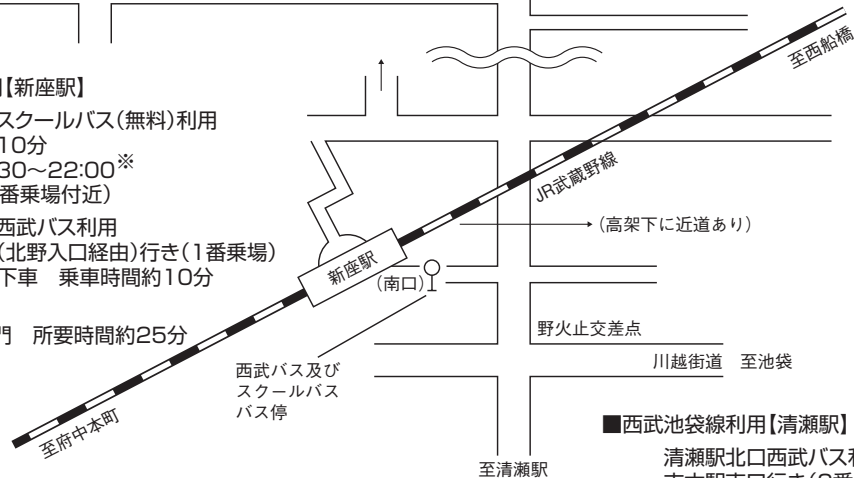 【新座駅】
スクールバス(無料)利用
10分
30～22:00※
番乗場付近)
西武バス利用
(北野入口経由)行き(1番乗場)
下車　乗車時間約10分
門　所要時間約25分
至西船橋
JR武蔵野線
(高架下に近道あり)
新座駅
(南口)
野火止交差点
川越街道　至池袋
西武バス及び
スクールバス
バス停
至府中本町
至清瀬駅
■西武池袋線利用【清瀬駅】
清瀬駅北口西武バス利